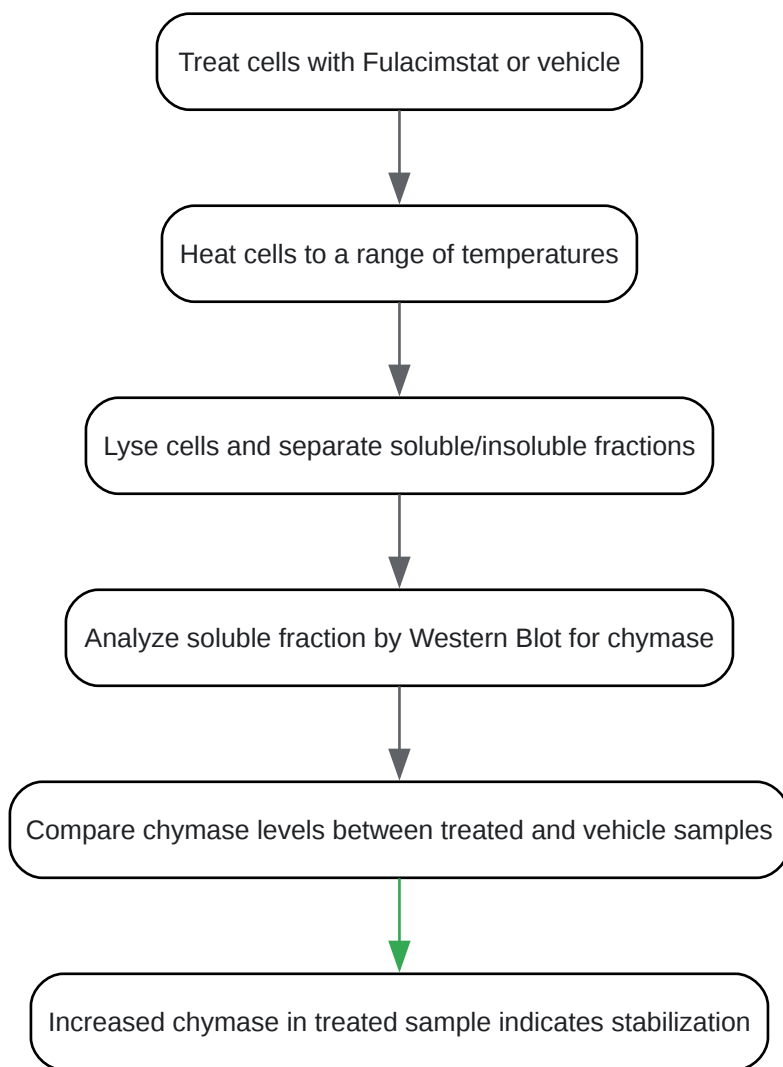 Treat cells with Fulacimstat or vehicle
Heat cells to a range of temperatures
Lyse cells and separate soluble/insoluble fractions
Analyze soluble fraction by Western Blot for chymase
Compare chymase levels between treated and vehicle samples
Increased chymase in treated sample indicates stabilization